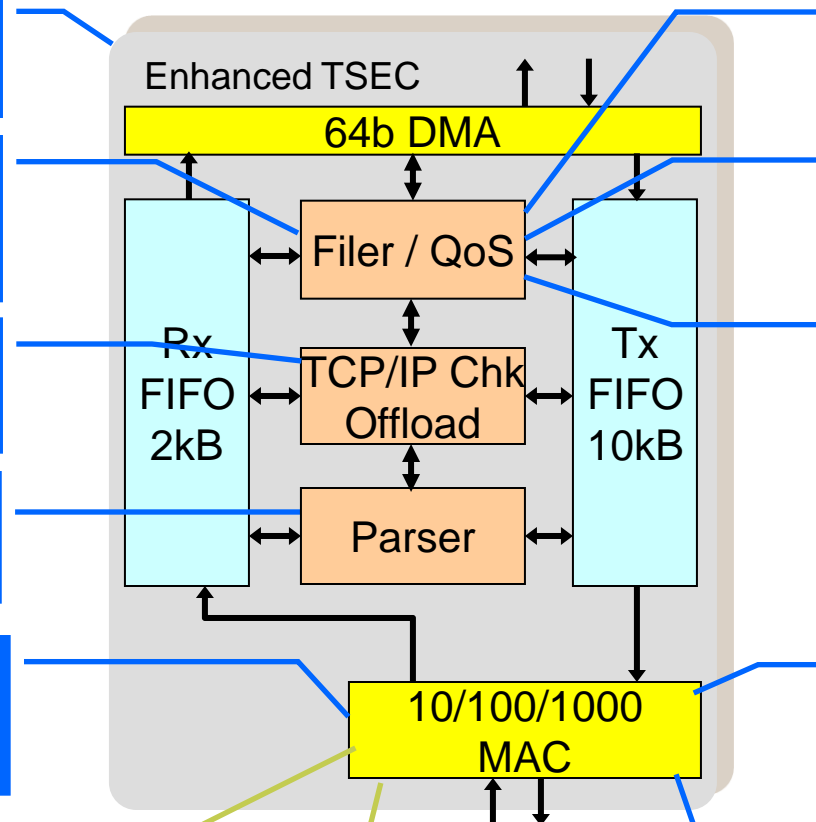 Enhanced TSEC
64b DMA
Filer / QoS
Rx
FIFO
2kB
TCP/IP Chk
Offload
Tx
FIFO
10kB
Parser
10/100/1000
MAC